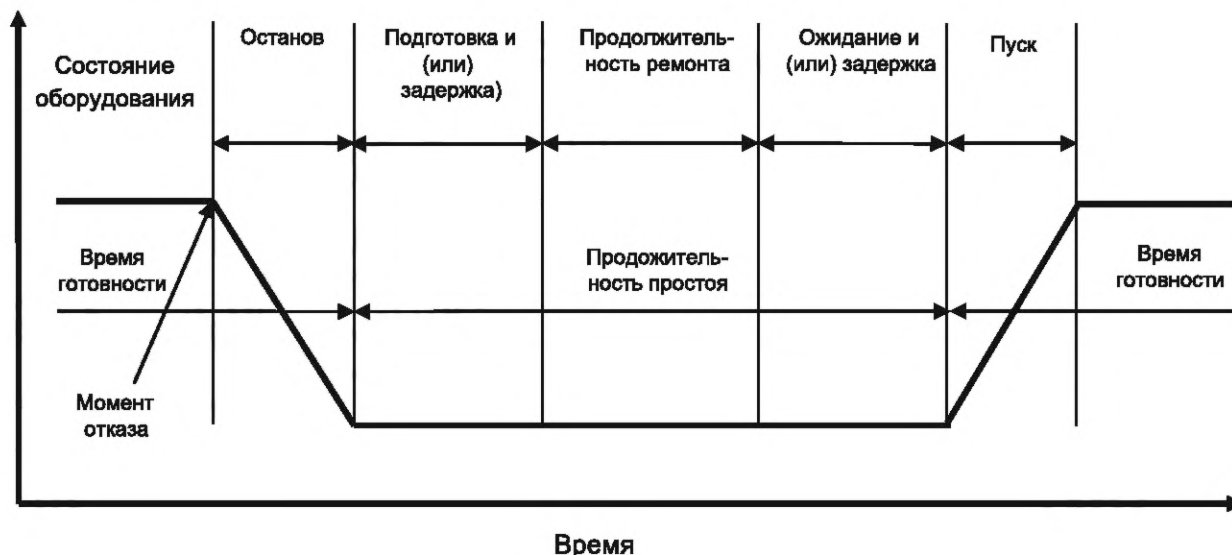 Состояние
оборудования
Останов
Подготовка и
(или)
задержка)
Продолжитель-
ность ремонта
Ожидание и
(или) задержка
Пуск
Время
готовности
Продожитель-
ность простоя
Время
готовности
Момент
отказа
Время